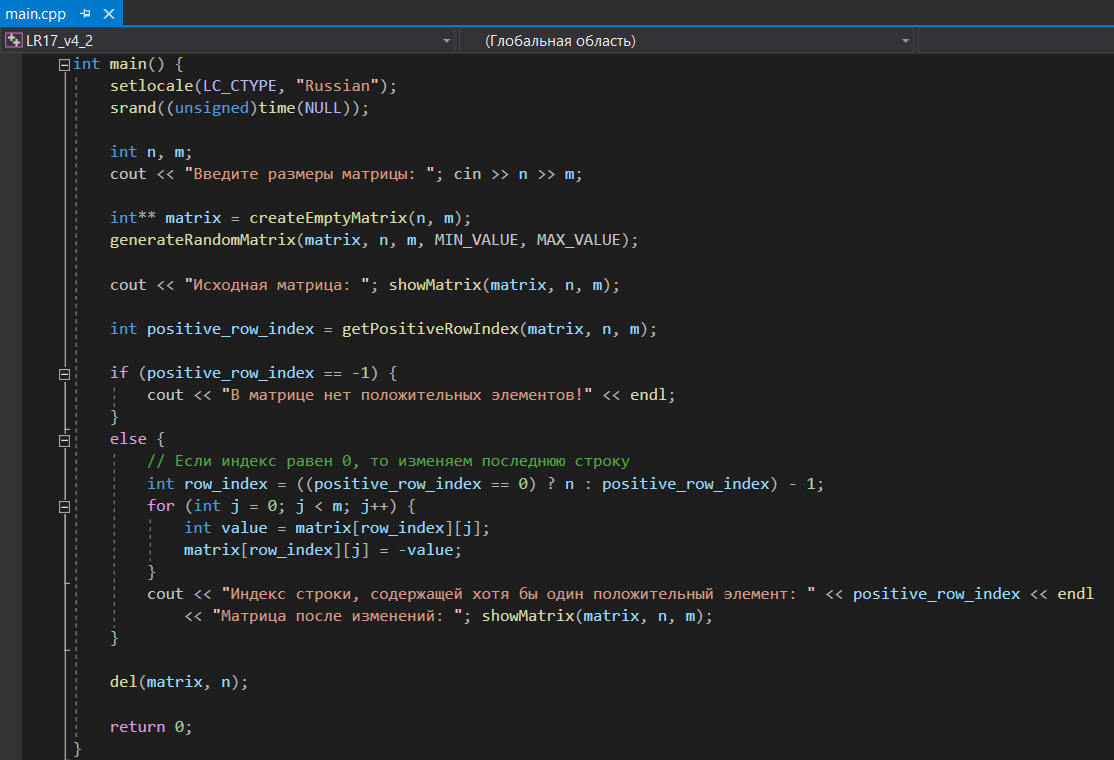 main.cpp
LR17_v4_2 (Глобальная область)
int main() {
    setlocale(LC_CTYPE, "Russian");
    srand((unsigned)time(NULL));

    int n, m;
    cout << "Введите размеры матрицы: "; cin >> n >> m;

    int** matrix = createEmptyMatrix(n, m);
    generateRandomMatrix(matrix, n, m, MIN_VALUE, MAX_VALUE);

    cout << "Исходная матрица: "; showMatrix(matrix, n, m);

    int positive_row_index = getPositiveRowIndex(matrix, n, m);

    if (positive_row_index == -1) {
        cout << "В матрице нет положительных элементов!" << endl;
    }
    else {
        // Если индекс равен 0, то изменяем последнюю строку
        int row_index = ((positive_row_index == 0) ? n : positive_row_index) - 1;
        for (int j = 0; j < m; j++) {
            int value = matrix[row_index][j];
            matrix[row_index][j] = -value;
        }
        cout << "Индекс строки, содержащей хотя бы один положительный элемент: " << positive_row_index << endl
            << "Матрица после изменений: "; showMatrix(matrix, n, m);
    }

    del(matrix, n);

    return 0;
}